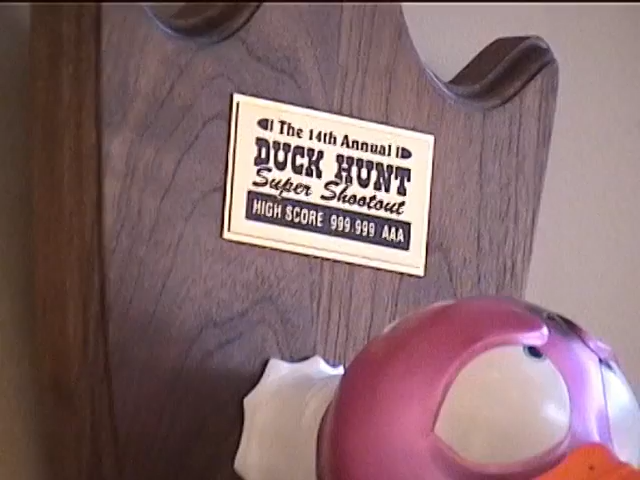 The 14th Annual
DUCK HUNT
Super Shootout
HIGH SCORE 999.999 AAA